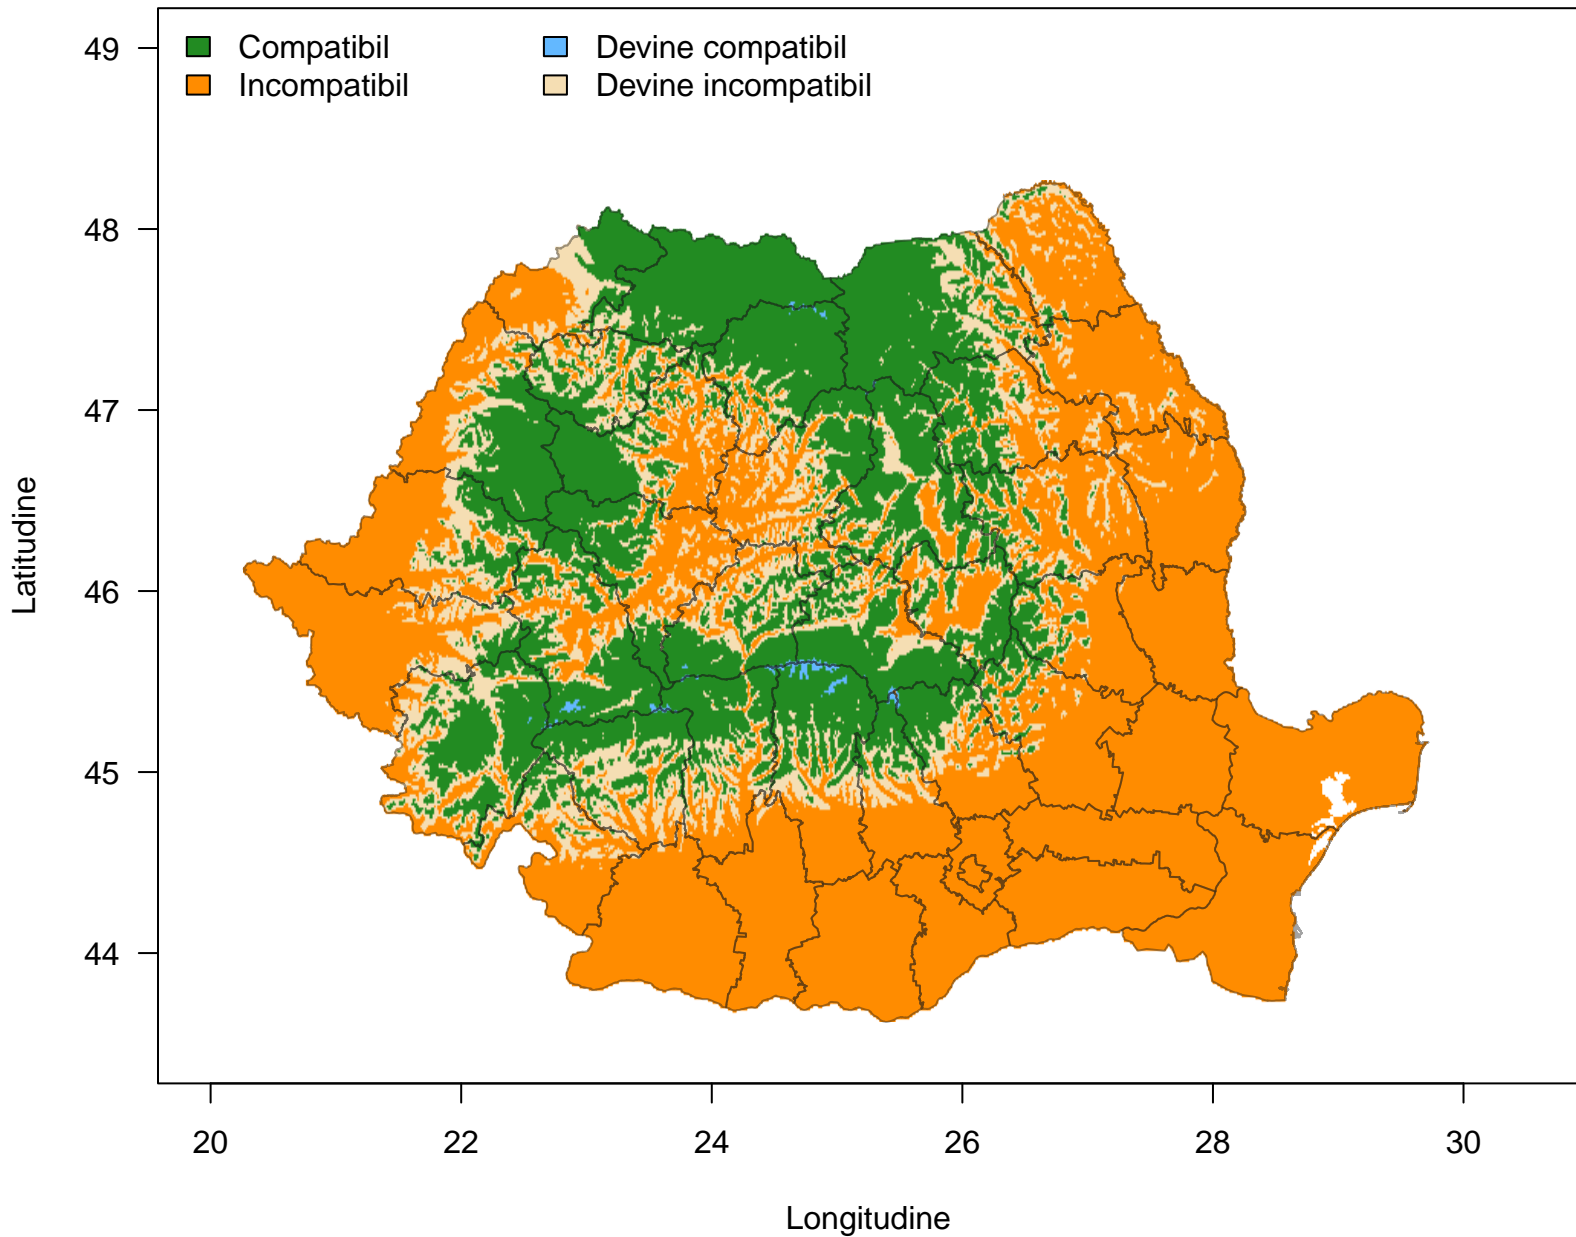 Compatibil
Incompatibil
Devine compatibil
Devine incompatibil
49
48
47
46
45
44
Latitudine
20 22 24 26 28 30
Longitudine